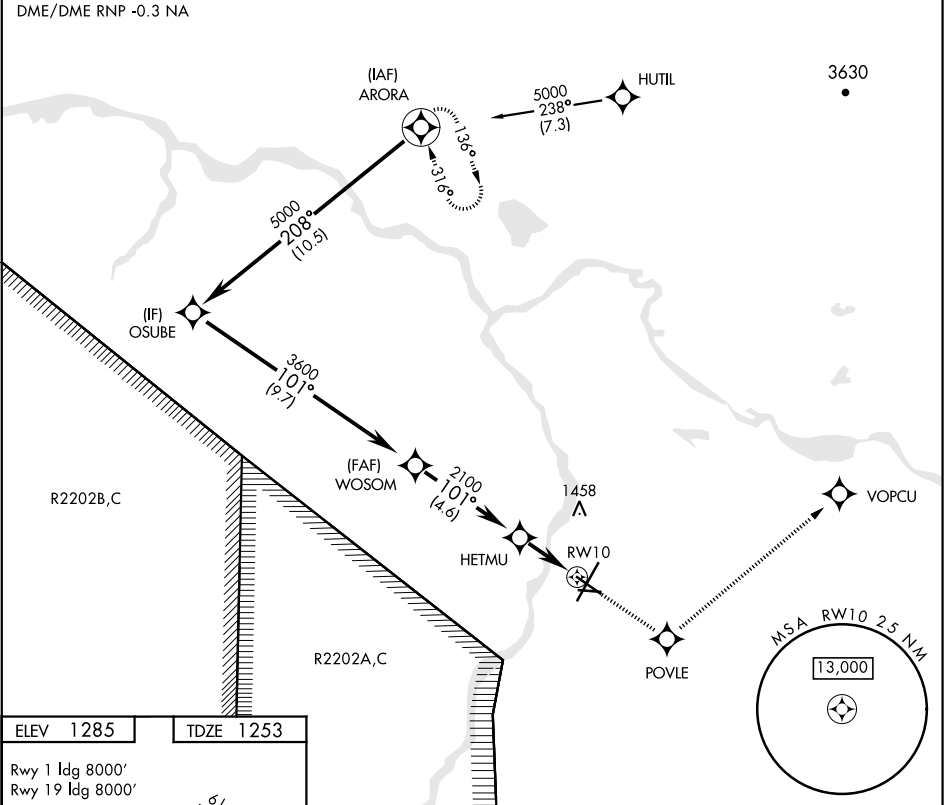 DME/DME RNP -0.3 NA
(IAF)
ARORA
HUTIL
5000
238°
(7.3)
3630
136°
316°
5000
208°
(10.5)
(IF)
OSUBE
3600
101°
(9.7)
(FAF)
WOSOM
2100
101°
(4.6)
R2202B,C
1458
VOPCU
HETMU
RW10
MSA RW10 25 NM
R2202A,C
POVLE
13,000
ELEV 1285
TDZE 1253
Rwy 1 ldg 8000'
Rwy 19 ldg 8000'